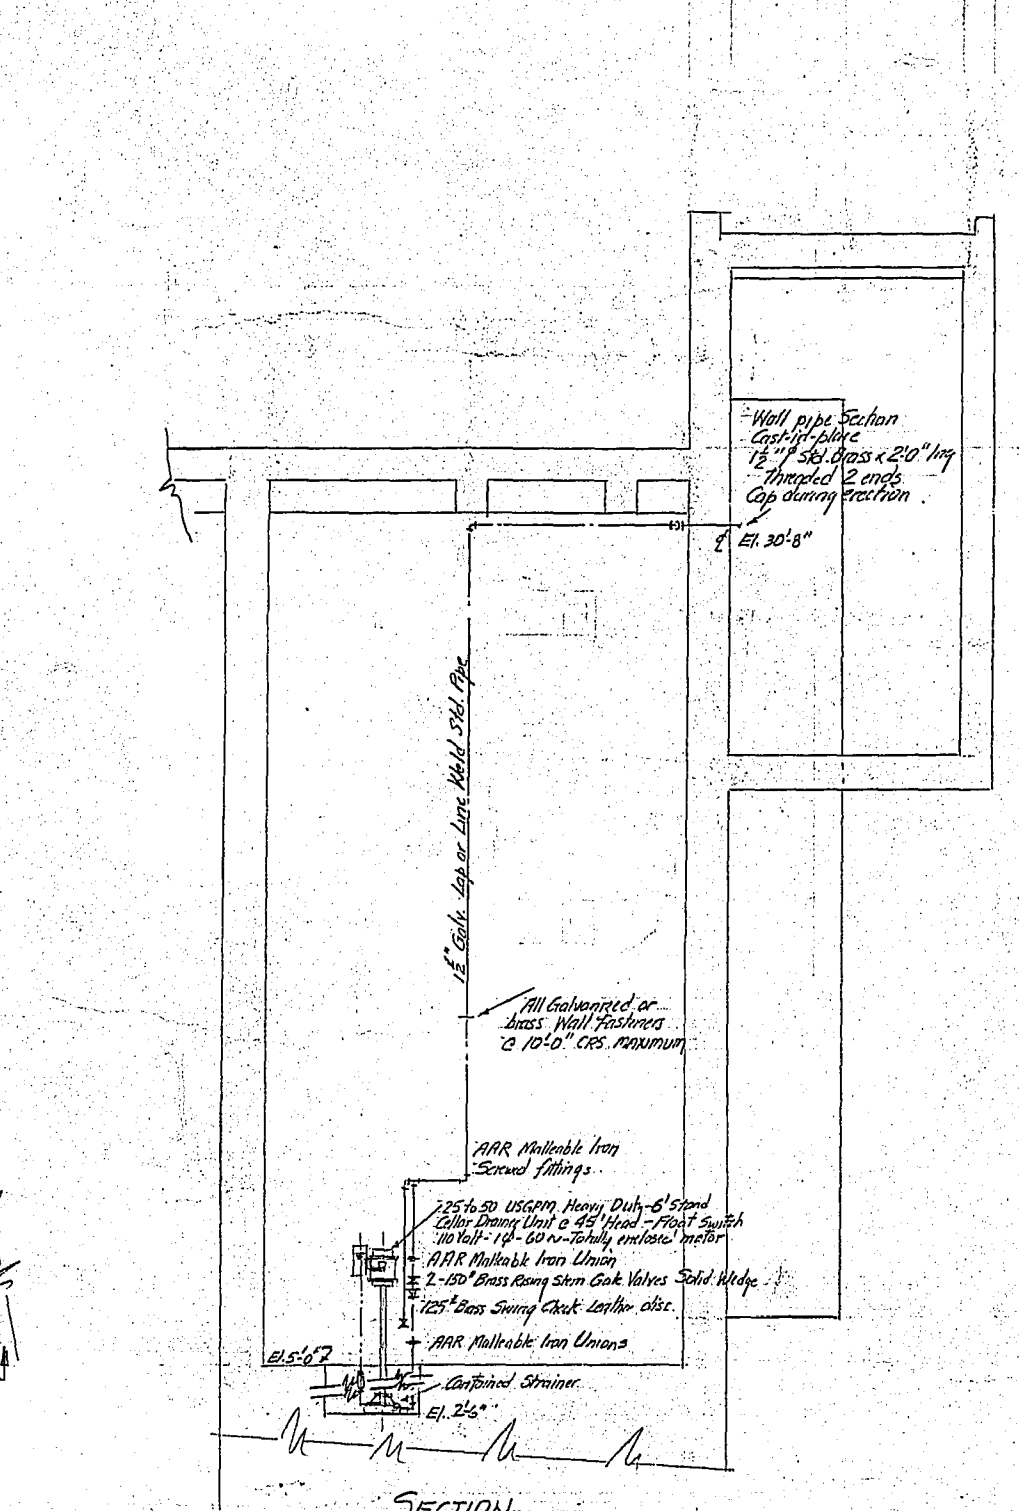 Wall pipe Section
Cast-in-place
1½"φ Std. Brass x 2'-0" lng
Threaded 2 ends
Cap during erection.
℄ El. 30'-8"
1½" Galv. Lap or Line Weld Std. Pipe
All Galvanized or
brass Wall Fastners
@ 10'-0" CRS. MAXIMUM
AAR Malleable Iron
Screwed fittings.
25 to 50 USGPM Heavy Duty-6' Stand
Cellar Drainer Unit @ 45' Head - Float Switch
110 Volt - 1φ - 60~ - Totally enclosed motor
AAR Malleable Iron Union
2-150# Brass Rising Stem Gate Valves Solid Wedge
125# Brass Swing Check Leather disc.
AAR Malleable Iron Unions
El. 5'-0"
Contained Strainer
El. 2'-6"
SECTION